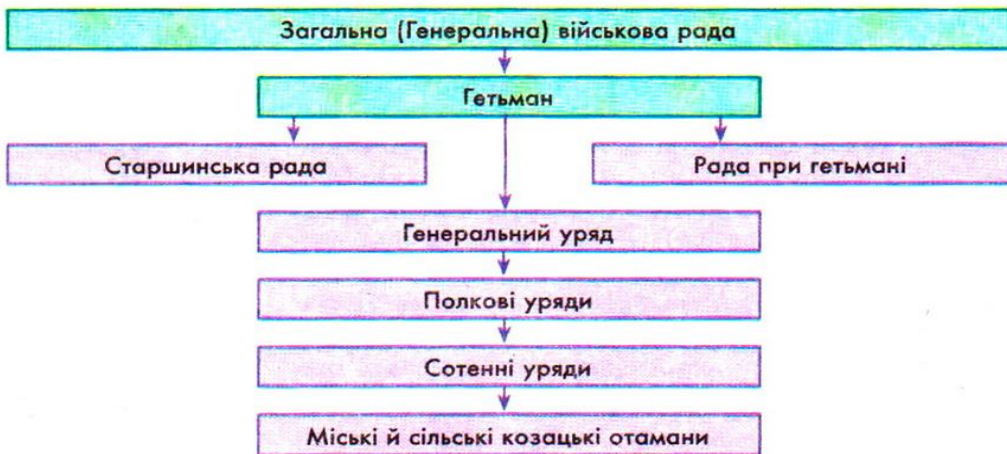 Загальна (Генеральна) військова рада
Гетьман
Старшинська рада
Рада при гетьмані
Генеральний уряд
Полкові уряди
Сотенні уряди
Міські й сільські козацькі отамани